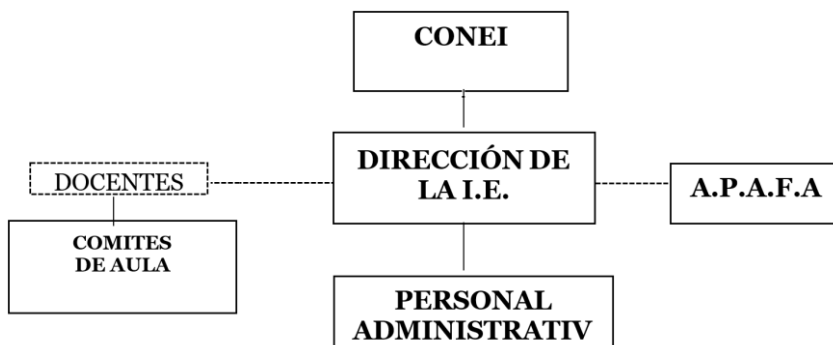 CONEI
DIRECCIÓN DE
LA I.E.
DOCENTES
A.P.A.F.A
COMITES
DE AULA
PERSONAL
ADMINISTRATIV